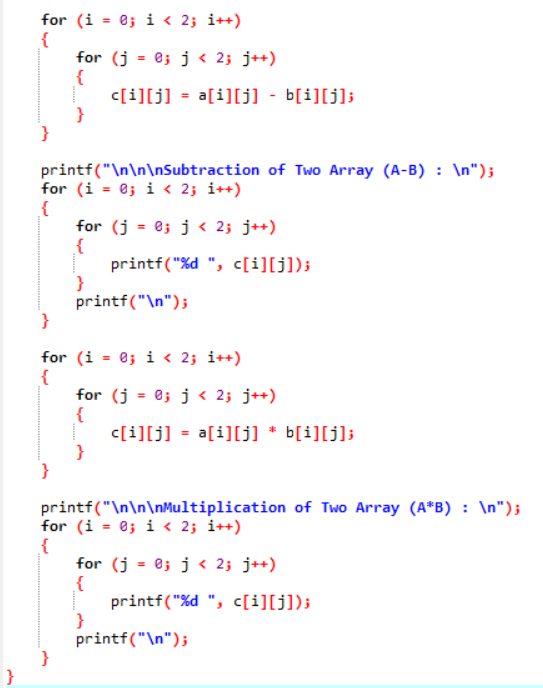 for (i = 0; i < 2; i++)
{
for (j = 0; j < 2; j++)
{
c[i][j] = a[i][j] - b[i][j];
}
}
printf("\n\n\nSubtraction of Two Array (A-B) : \n");
for (i = 0; i < 2; i++)
{
for (j = 0; j < 2; j++)
{
printf("%d ", c[i][j]);
}
printf("\n");
}
for (i = 0; i < 2; i++)
{
for (j = 0; j < 2; j++)
{
c[i][j] = a[i][j] * b[i][j];
}
}
printf("\n\n\nMultiplication of Two Array (A*B) : \n");
for (i = 0; i < 2; i++)
{
for (j = 0; j < 2; j++)
{
printf("%d ", c[i][j]);
}
printf("\n");
}
}